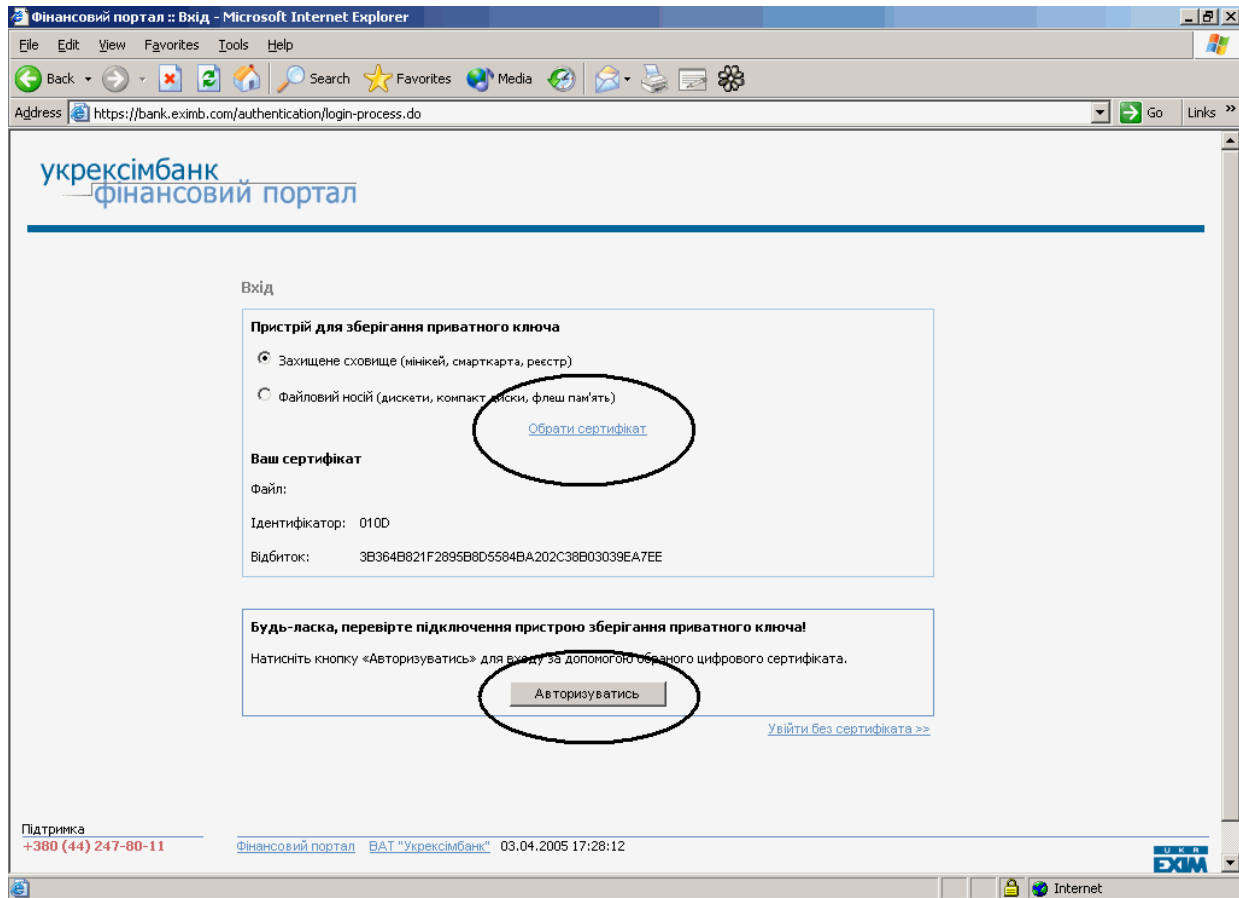 Фінансовий портал :: Вхід - Microsoft Internet Explorer
File Edit View Favorites Tools Help
Back Search Favorites Media
Address https://bank.eximb.com/authentication/login-process.do Go Links »
укрексімбанк
фінансовий портал
Вхід
Пристрій для зберігання приватного ключа
Захищене сховище (мінікей, смарткарта, реєстр)
Файловий носій (дискети, компакт диски, флеш пам'ять)
Обрати сертифікат
Ваш сертифікат
Файл:
Ідентифікатор: 010D
Відбиток: 3B364B821F2895B8D5584BA202C38B03039EA7EE
Будь-ласка, перевірте підключення пристрою зберігання приватного ключа!
Натисніть кнопку «Авторизуватись» для входу за допомогою обраного цифрового сертифіката.
Авторизуватись
Увійти без сертифіката >>
Підтримка
+380 (44) 247-80-11 Фінансовий портал ВАТ "Укрексімбанк" 03.04.2005 17:28:12
UKR
EXIM
Internet